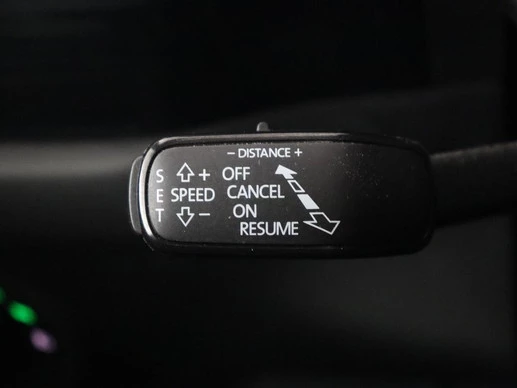 - DISTANCE +
S + OFF
E SPEED CANCEL
T - ON
RESUME